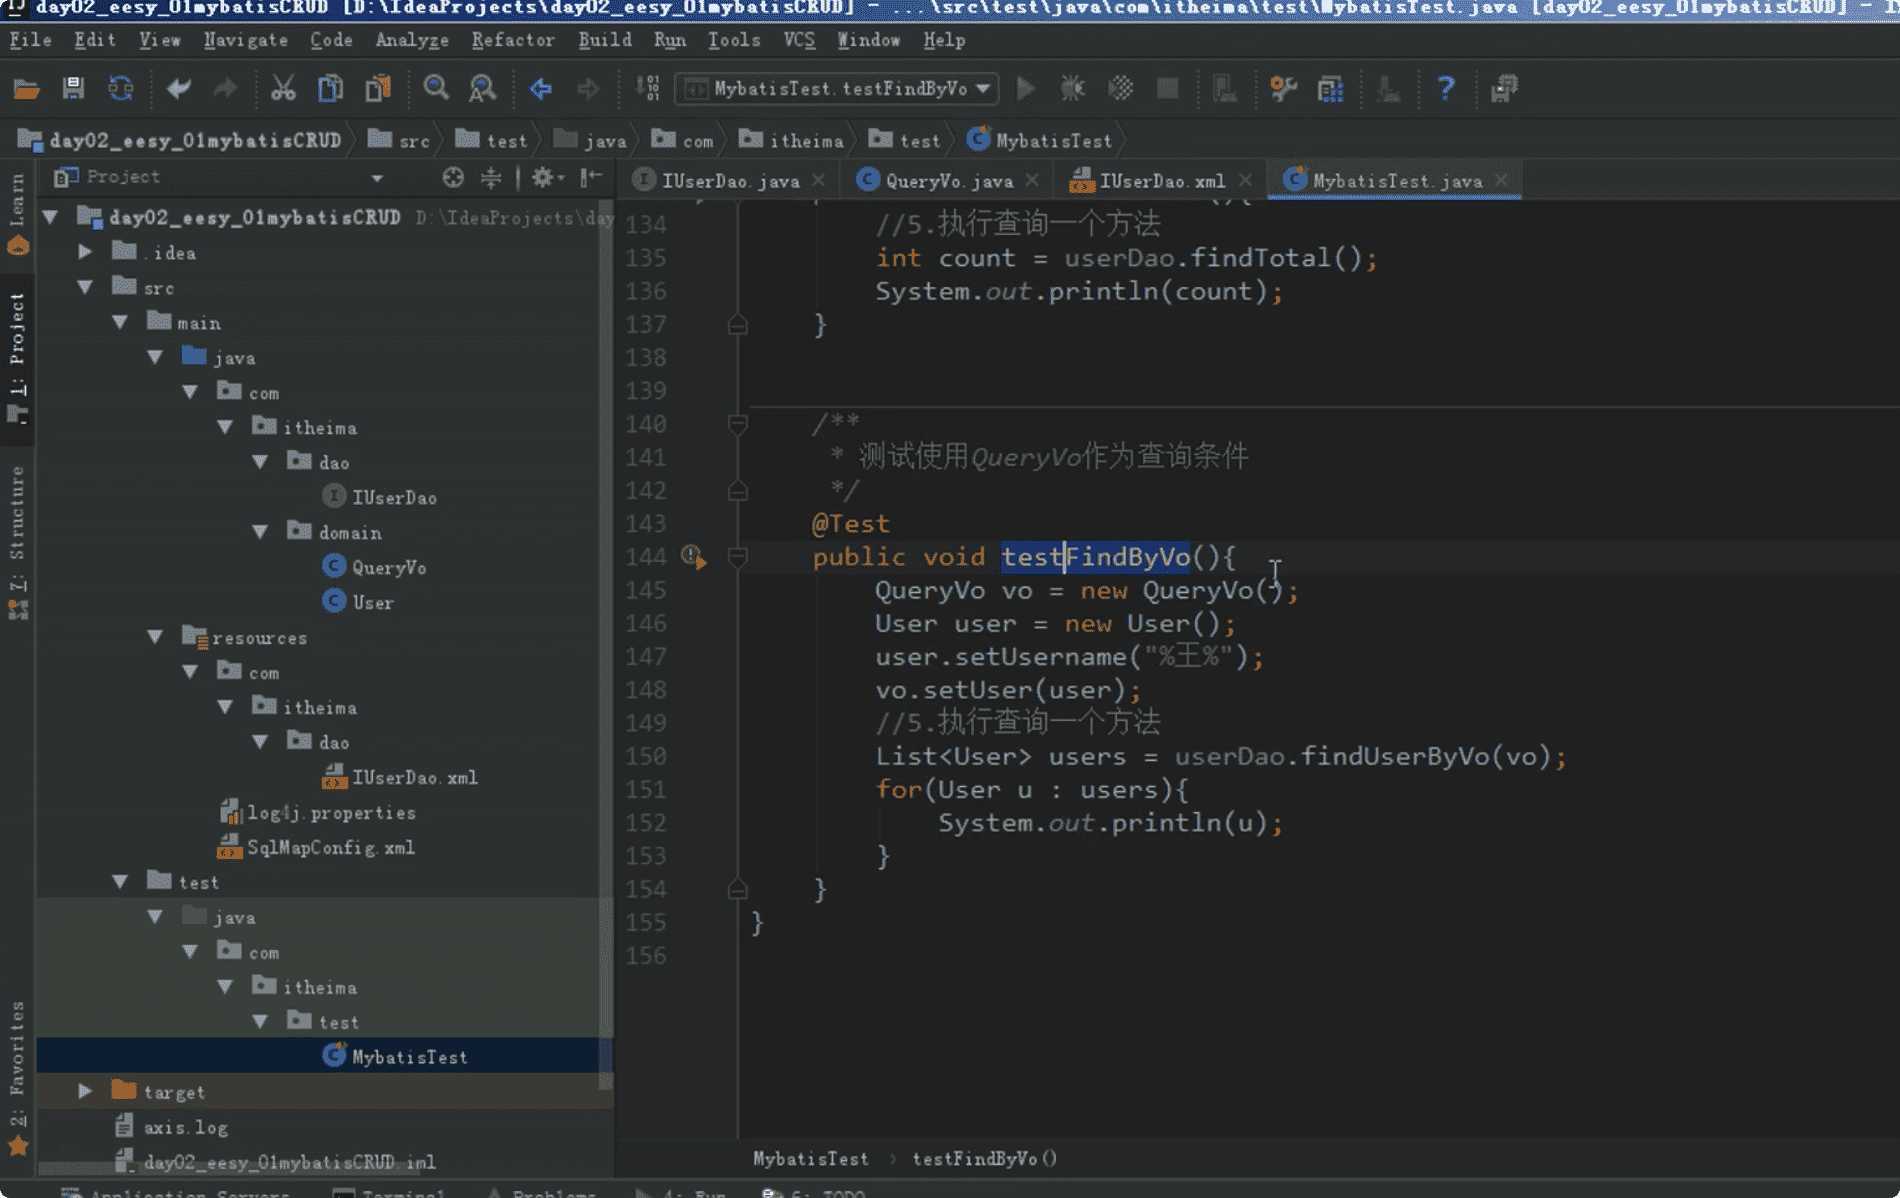 day02_eesy_01mybatisCRUD [D:\IdeaProjects\day02_eesy_01mybatisCRUD] - ...\src\test\java\com\itheima\test\MybatisTest.java [day02_eesy_01mybatisCRUD] - I
File Edit View Navigate Code Analyze Refactor Build Run Tools VCS Window Help
MybatisTest.testFindByVo
day02_eesy_01mybatisCRUD src test java com itheima test MybatisTest
Project
IUserDao.java QueryVo.java IUserDao.xml MybatisTest.java
Learn
1: Project
Z: Structure
2: Favorites
day02_eesy_01mybatisCRUD D:\IdeaProjects\day
.idea
src
main
java
com
itheima
dao
IUserDao
domain
QueryVo
User
resources
com
itheima
dao
IUserDao.xml
log4j.properties
SqlMapConfig.xml
test
java
com
itheima
test
MybatisTest
target
axis.log
day02_eesy_01mybatisCRUD.iml
(){
134 //5.执行查询一个方法
135 int count = userDao.findTotal();
136 System.out.println(count);
137 }
138
139
140 /**
141 * 测试使用QueryVo作为查询条件
142 */
143 @Test
144 public void testFindByVo(){
145 QueryVo vo = new QueryVo();
146 User user = new User();
147 user.setUsername("%王%");
148 vo.setUser(user);
149 //5.执行查询一个方法
150 List<User> users = userDao.findUserByVo(vo);
151 for(User u : users){
152 System.out.println(u);
153 }
154 }
155 }
156
MybatisTest testFindByVo()
Application Servers Terminal Problems 4: Run 6: TODO